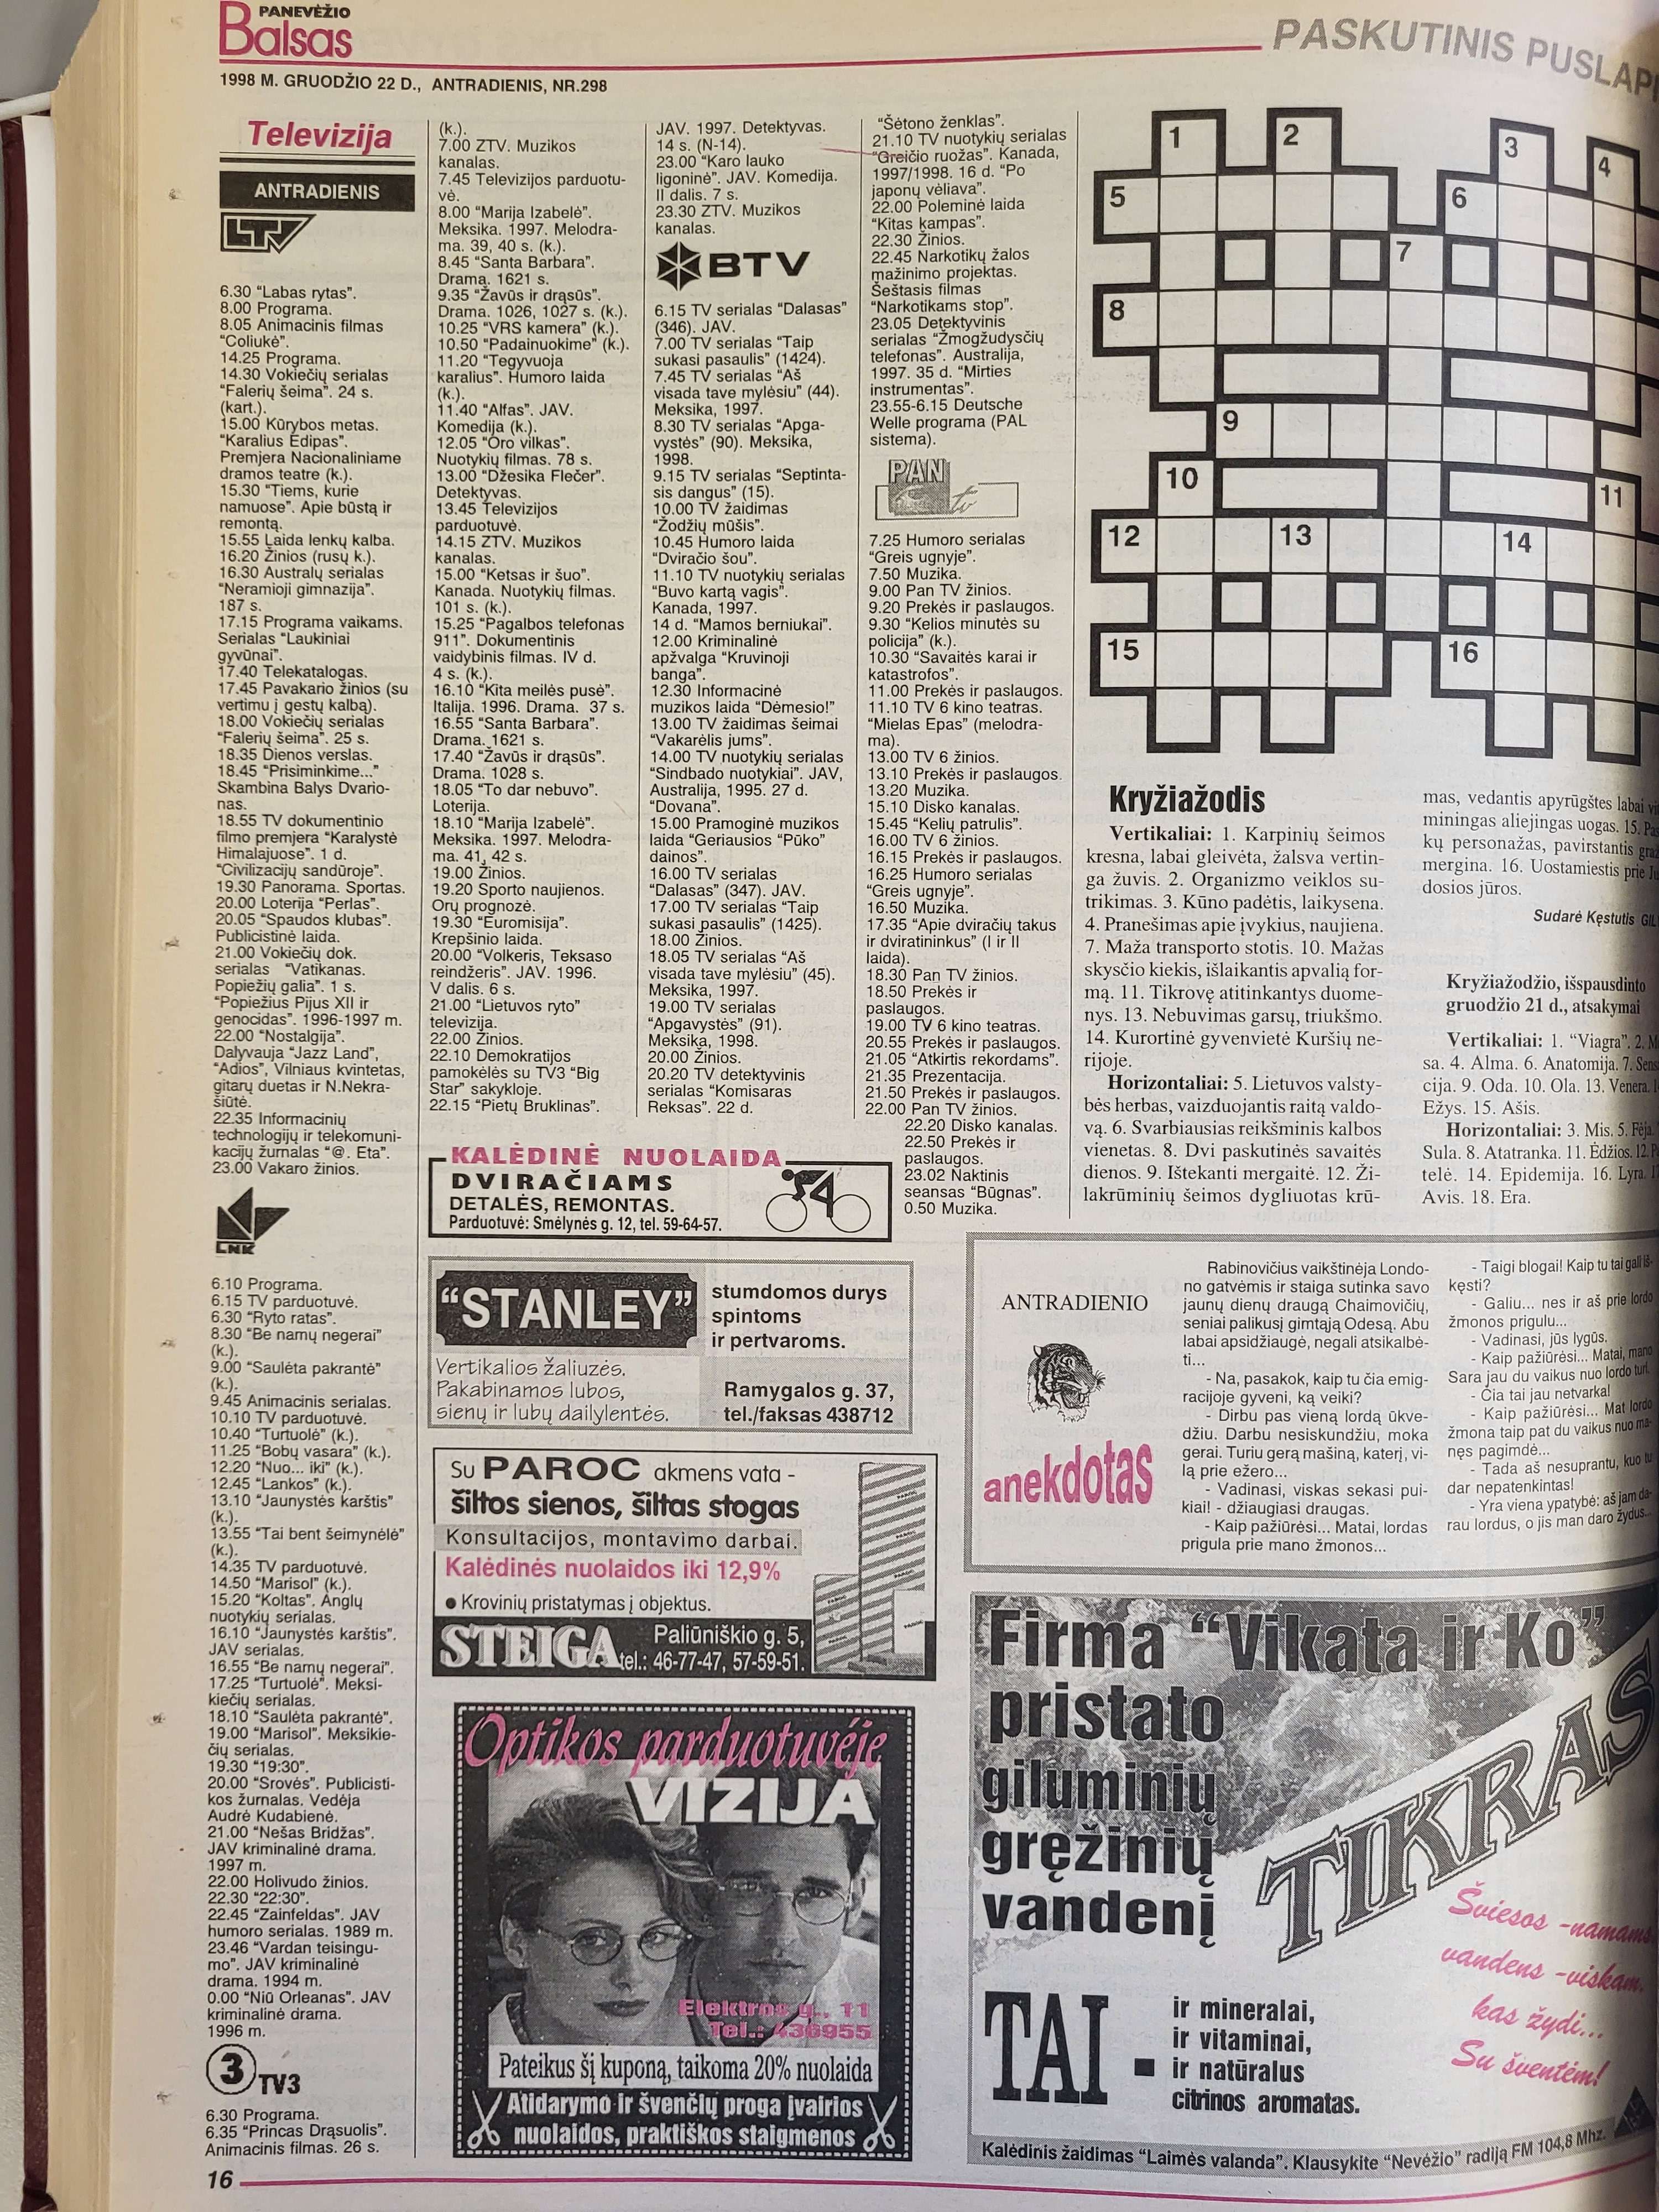 PANEVĖŽIO
Balsas
PASKUTINIS
1998 M. GRUODŽIO 22 D., ANTRADIENIS, NR.298
Televizija
ANTRADIENIS
LTV
6.30 “Labas rytas”.
8.00 Programa.
8.05 Animacinis filmas
“Coliukė”.
14.25 Programa.
14.30 Vokiečių serialas
“Falerių šeima”. 24 s.
(kart.).
15.00 Kūrybos metas.
“Karalius Edipas”.
Premjera Nacionaliniame
dramos teatre (k.).
15.30 “Tiems, kurie
namuose”. Apie būstą ir
remontą.
15.55 Laida lenkų kalba.
16.20 Žinios (rusų k.).
16.30 Australų serialas
“Neramioji gimnazija”.
187 s.
17.15 Programa vaikams.
Serialas “Laukiniai
gyvūnai”.
17.40 Telekatalogas.
17.45 Pavakario žinios (su
vertimu į gestų kalbą).
18.00 Vokiečių serialas
“Falerių šeima”. 25 s.
18.35 Dienos verslas.
18.45 “Prisiminkime...”
Skambina Balys Dvario-
nas.
18.55 TV dokumentinio
filmo premjera “Karalystė
Himalajuose”. 1 d.
“Civilizacijų sandūroje”.
19.30 Panorama. Sportas.
20.00 Loterija “Perlas”.
20.05 “Spaudos klubas”.
Publicistinė laida.
21.00 Vokiečių dok.
serialas “Vatikanas.
Popiežių galia”. 1 s.
“Popiežius Pijus XII ir
genocidas”. 1996-1997 m.
22.00 “Nostalgija”.
Dalyvauja “Jazz Land”,
“Adios”, Vilniaus kvintetas,
gitarų duetas ir N.Nekra-
šiūtė.
22.35 Informacinių
technologijų ir telekomuni-
kacijų žurnalas “@. Eta”.
23.00 Vakaro žinios.
LNK
6.10 Programa.
6.15 TV parduotuvė.
6.30 “Ryto ratas”.
8.30 “Be namų negerai”
(k.).
9.00 “Saulėta pakrantė”
(k.).
9.45 Animacinis serialas.
10.10 TV parduotuvė.
10.40 “Turtuolė” (k.).
11.25 “Bobų vasara” (k.).
12.20 “Nuo... iki” (k.).
12.45 “Lankos” (k.).
13.10 “Jaunystės karštis”
(k.).
13.55 “Tai bent šeimynėlė”
(k.).
14.35 TV parduotuvė.
14.50 “Marisol” (k.).
15.20 “Koltas”. Anglų
nuotykių serialas.
16.10 “Jaunystės karštis”.
JAV serialas.
16.55 “Be namų negerai”.
17.25 “Turtuolė”. Meksi-
kiečių serialas.
18.10 “Saulėta pakrantė”.
19.00 “Marisol”. Meksikie-
čių serialas.
19.30 “19:30”.
20.00 “Srovės”. Publicisti-
kos žurnalas. Vedėja
Audrė Kudabienė.
21.00 “Nešas Bridžas”.
JAV kriminalinė drama.
1997 m.
22.00 Holivudo žinios.
22.30 “22:30”.
22.45 “Zainfeldas”. JAV
humoro serialas. 1989 m.
23.46 “Vardan teisingu-
mo”. JAV kriminalinė
drama. 1994 m.
0.00 “Niū Orleanas”. JAV
kriminalinė drama.
1996 m.
3 TV3
6.30 Programa.
6.35 “Princas Drąsuolis”.
Animacinis filmas. 26 s.
(k.).
7.00 ZTV. Muzikos
kanalas.
7.45 Televizijos parduotu-
vė.
8.00 “Marija Izabelė”.
Meksika. 1997. Melodra-
ma. 39, 40 s. (k.).
8.45 “Santa Barbara”.
Drama. 1621 s.
9.35 “Žavūs ir drąsūs”.
Drama. 1026, 1027 s. (k.).
10.25 “VRS kamera” (k.).
10.50 “Padainuokime” (k.).
11.20 “Tegyvuoja
karalius”. Humoro laida
(k.).
11.40 “Alfas”. JAV.
Komedija (k.).
12.05 “Oro vilkas”.
Nuotykių filmas. 78 s.
13.00 “Džesika Flečer”.
Detektyvas.
13.45 Televizijos
parduotuvė.
14.15 ZTV. Muzikos
kanalas.
15.00 “Ketsas ir šuo”.
Kanada. Nuotykių filmas.
101 s. (k.).
15.25 “Pagalbos telefonas
911”. Dokumentinis
vaidybinis filmas. IV d.
4 s. (k.).
16.10 “Kita meilės pusė”.
Italija. 1996. Drama. 37 s.
16.55 “Santa Barbara”.
Drama. 1621 s.
17.40 “Žavūs ir drąsūs”.
Drama. 1028 s.
18.05 “To dar nebuvo”.
Loterija.
18.10 “Marija Izabelė”.
Meksika. 1997. Melodra-
ma. 41, 42 s.
19.00 Žinios.
19.20 Sporto naujienos.
Orų prognozė.
19.30 “Euromisija”.
Krepšinio laida.
20.00 “Volkeris, Teksaso
reindžeris”. JAV. 1996.
V dalis. 6 s.
21.00 “Lietuvos ryto”
televizija.
22.00 Žinios.
22.10 Demokratijos
pamokėlės su TV3 “Big
Star” sakykloje.
22.15 “Pietų Bruklinas”.
JAV. 1997. Detektyvas.
14 s. (N-14).
23.00 “Karo lauko
ligoninė”. JAV. Komedija.
II dalis. 7 s.
23.30 ZTV. Muzikos
kanalas.
BTV
6.15 TV serialas “Dalasas”
(346). JAV.
7.00 TV serialas “Taip
sukasi pasaulis” (1424).
7.45 TV serialas “Aš
visada tave mylėsiu” (44).
Meksika, 1997.
8.30 TV serialas “Apga-
vystės” (90). Meksika,
1998.
9.15 TV serialas “Septinta-
sis dangus” (15).
10.00 TV žaidimas
“Žodžių mūšis”.
10.45 Humoro laida
“Dviračio šou”.
11.10 TV nuotykių serialas
“Buvo kartą vagis”.
Kanada, 1997.
14 d. “Mamos berniukai”.
12.00 Kriminalinė
apžvalga “Kruvinoji
banga”.
12.30 Informacinė
muzikos laida “Dėmesio!”
13.00 TV žaidimas šeimai
“Vakarėlis jums”.
14.00 TV nuotykių serialas
“Sindbado nuotykiai”. JAV,
Australija, 1995. 27 d.
“Dovana”.
15.00 Pramoginė muzikos
laida “Geriausios “Pūko”
dainos”.
16.00 TV serialas
“Dalasas” (347). JAV.
17.00 TV serialas “Taip
sukasi pasaulis” (1425).
18.00 Žinios.
18.05 TV serialas “Aš
visada tave mylėsiu” (45).
Meksika, 1997.
19.00 TV serialas
“Apgavystės” (91).
Meksika, 1998.
20.00 Žinios.
20.20 TV detektyvinis
serialas “Komisaras
Reksas”. 22 d.
“Šėtono ženklas”.
21.10 TV nuotykių serialas
“Greičio ruožas”. Kanada,
1997/1998. 16 d. “Po
japonų vėliava”.
22.00 Poleminė laida
“Kitas kampas”.
22.30 Žinios.
22.45 Narkotikų žalos
mažinimo projektas.
Šeštasis filmas
“Narkotikams stop”.
23.05 Detektyvinis
serialas “Žmogžudysčių
telefonas”. Australija,
1997. 35 d. “Mirties
instrumentas”.
23.55-6.15 Deutsche
Welle programa (PAL
sistema).
PAN tv
7.25 Humoro serialas
“Greis ugnyje”.
7.50 Muzika.
9.00 Pan TV žinios.
9.20 Prekės ir paslaugos.
9.30 “Kelios minutės su
policija” (k.).
10.30 “Savaitės karai ir
katastrofos”.
11.00 Prekės ir paslaugos.
11.10 TV 6 kino teatras.
“Mielas Epas” (melodra-
ma).
13.00 TV 6 žinios.
13.10 Prekės ir paslaugos.
13.20 Muzika.
15.10 Disko kanalas.
15.45 “Kelių patrulis”.
16.00 TV 6 žinios.
16.15 Prekės ir paslaugos.
16.25 Humoro serialas
“Greis ugnyje”.
16.50 Muzika.
17.35 “Apie dviračių takus
ir dviratininkus” (I ir II
laida).
18.30 Pan TV žinios.
18.50 Prekės ir
paslaugos.
19.00 TV 6 kino teatras.
20.55 Prekės ir paslaugos.
21.05 “Atkirtis rekordams”.
21.35 Prezentacija.
21.50 Prekės ir paslaugos.
22.00 Pan TV žinios.
22.20 Disko kanalas.
22.50 Prekės ir
paslaugos.
23.02 Naktinis
seansas “Būgnas”.
0.50 Muzika.
1 2 3 4
5 6
7
8
9
10 11
12 13 14
15 16
Kryžiažodis
Vertikaliai: 1. Karpinių šeimos
kresna, labai gleivėta, žalsva vertin-
ga žuvis. 2. Organizmo veiklos su-
trikimas. 3. Kūno padėtis, laikysena.
4. Pranešimas apie įvykius, naujiena.
7. Maža transporto stotis. 10. Mažas
skysčio kiekis, išlaikantis apvalią for-
mą. 11. Tikrovę atitinkantys duome-
nys. 13. Nebuvimas garsų, triukšmo.
14. Kurortinė gyvenvietė Kuršių ne-
rijoje.
Horizontaliai: 5. Lietuvos valsty-
bės herbas, vaizduojantis raitą valdo-
vą. 6. Svarbiausias reikšminis kalbos
vienetas. 8. Dvi paskutinės savaitės
dienos. 9. Ištekanti mergaitė. 12. Ži-
lakrūminių šeimos dygliuotas krū-
mas, vedantis apyrūgštes labai
miningas aliejingas uogas. 15.
kų personažas, pavirstantis
mergina. 16. Uostamiestis prie
dosios jūros.
Sudarė Kęstutis
Kryžiažodžio, išspausdinto
gruodžio 21 d., atsakymai
Vertikaliai: 1. “Viagra”. 2.
sa. 4. Alma. 6. Anatomija. 7.
cija. 9. Oda. 10. Ola. 13. Venera.
Ežys. 15. Ašis.
Horizontaliai: 3. Mis. 5. Fėja.
Sula. 8. Atatranka. 11. Edžios. 12.
telė. 14. Epidemija. 16. Lyra.
Avis. 18. Era.
KALĖDINĖ NUOLAIDA
DVIRAČIAMS
DETALĖS, REMONTAS.
Parduotuvė: Smėlynės g. 12, tel. 59-64-57.
“STANLEY”
stumdomos durys
spintoms
ir pertvaroms.
Vertikalios žaliuzės.
Pakabinamos lubos,
sienų ir lubų dailylentės.
Ramygalos g. 37,
tel./faksas 438712
Su PAROC akmens vata -
šiltos sienos, šiltas stogas
Konsultacijos, montavimo darbai.
Kalėdinės nuolaidos iki 12,9%
● Krovinių pristatymas į objektus.
STEIGA
Paliūniškio g. 5,
tel.: 46-77-47, 57-59-51.
Optikos parduotuvėje
VIZIJA
Elektros g., 11
Tel.: 436955
Pateikus šį kuponą, taikoma 20% nuolaida
Atidarymo ir švenčių proga įvairios
nuolaidos, praktiškos staigmenos
ANTRADIENIO
anekdotas
Rabinovičius vaikštinėja Londo-
no gatvėmis ir staiga sutinka savo
jaunų dienų draugą Chaimovičių,
seniai palikusį gimtąją Odesą. Abu
labai apsidžiaugė, negali atsikalbė-
ti...
- Na, pasakok, kaip tu čia emig-
racijoje gyveni, ką veiki?
- Dirbu pas vieną lordą ūkve-
džiu. Darbu nesiskundžiu, moka
gerai. Turiu gerą mašiną, katerį, vi-
lą prie ežero...
- Vadinasi, viskas sekasi pui-
kiai! - džiaugiasi draugas.
- Kaip pažiūrėsi... Matai, lordas
prigula prie mano žmonos...
- Taigi blogai! Kaip tu tai gali iš-
kęsti?
- Galiu... nes ir aš prie lordo
žmonos prigulu...
- Vadinasi, jūs lygūs.
- Kaip pažiūrėsi... Matai, mano
Sara jau du vaikus nuo lordo turi.
- Čia tai jau netvarka!
- Kaip pažiūrėsi... Mat lordo
žmona taip pat du vaikus nuo ma-
nęs pagimdė...
- Tada aš nesuprantu, kuo tu
dar nepatenkintas!
- Yra viena ypatybė: aš jam da-
rau lordus, o jis man daro žydus...
Firma “Vikata ir Ko”
pristato
giluminių
gręžinių
vandenį
TIKRAS
TAI -
ir mineralai,
ir vitaminai,
ir natūralus
citrinos aromatas.
Šviesos -namams,
vandens -viskam,
kas žydi...
Su šventėm!
Kalėdinis žaidimas “Laimės valanda”. Klausykite “Nevėžio” radiją FM 104,8 Mhz.
16